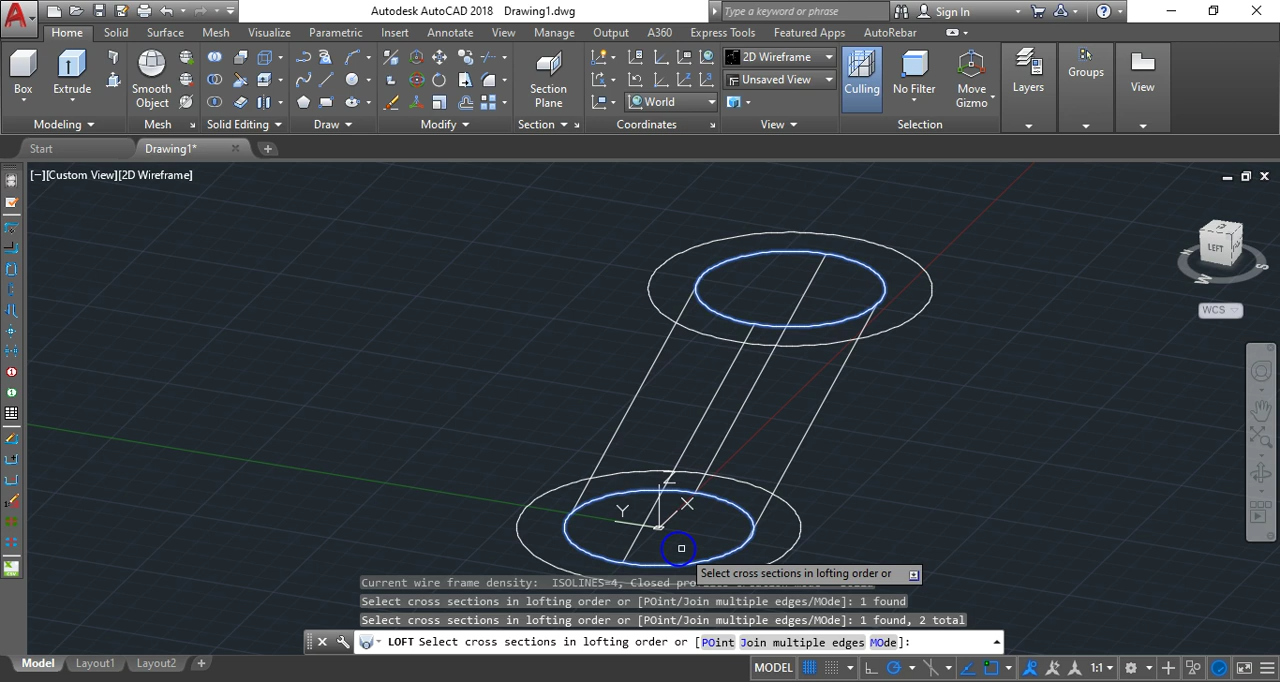 Autodesk AutoCAD 2018 Drawing1.dwg
Type a keyword or phrase
Sign In
Home Solid Surface Mesh Visualize Parametric Insert Annotate View Manage Output A360 Express Tools Featured Apps AutoRebar
2D Wireframe
Unsaved View
World
Box Extrude Smooth Object Section Plane Culling No Filter Move Gizmo Layers Groups View
Modeling Mesh Solid Editing Draw Modify Section Coordinates View Selection
Start Drawing1*
[−][Custom View][2D Wireframe]
LEFT
W
S
WCS
Z
Y X
Select cross sections in lofting order or
Current wire frame density: ISOLINES=4, Closed
Select cross sections in lofting order or [POint/Join multiple edges/MOde]: 1 found
Select cross sections in lofting order or [POint/Join multiple edges/MOde]: 1 found, 2 total
LOFT Select cross sections in lofting order or [POint Join multiple edges MOde]:
Model Layout1 Layout2
MODEL 1:1